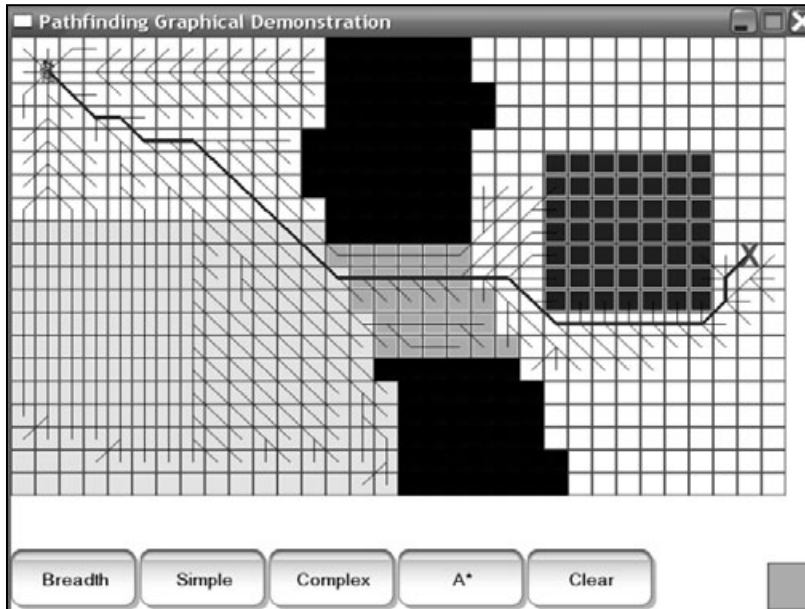 Pathfinding Graphical Demonstration
X
Breadth
Simple
Complex
A*
Clear